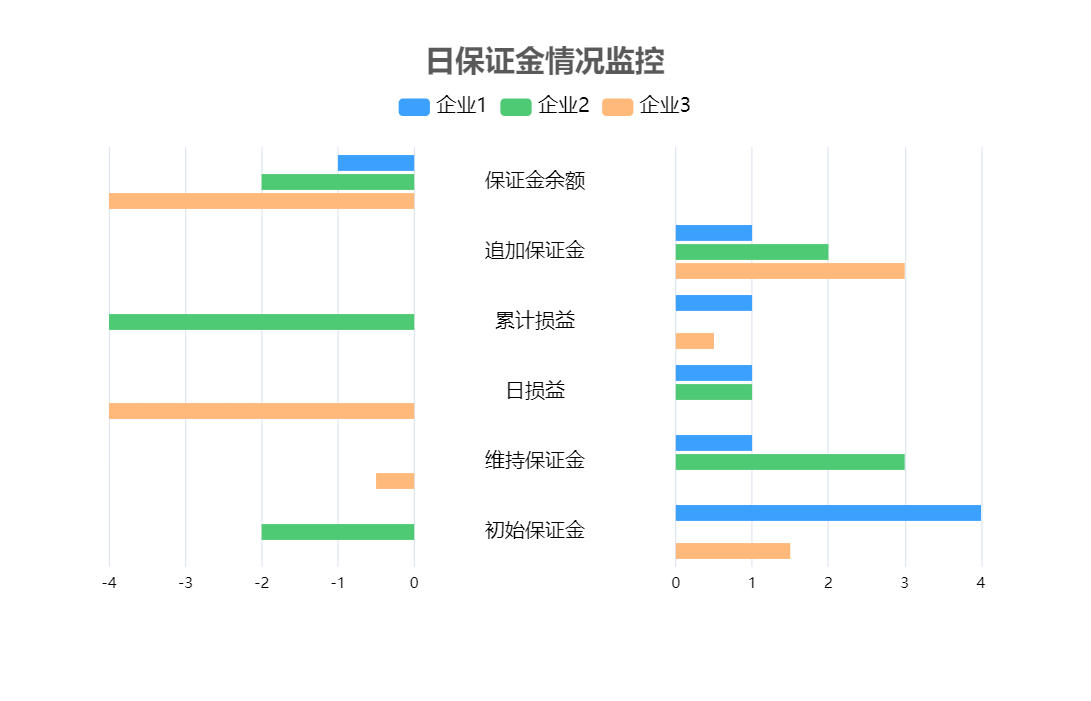 日保证金情况监控
企业1 企业2 企业3
保证金余额
追加保证金
累计损益
日损益
维持保证金
初始保证金
-4 -3 -2 -1 0 0 1 2 3 4